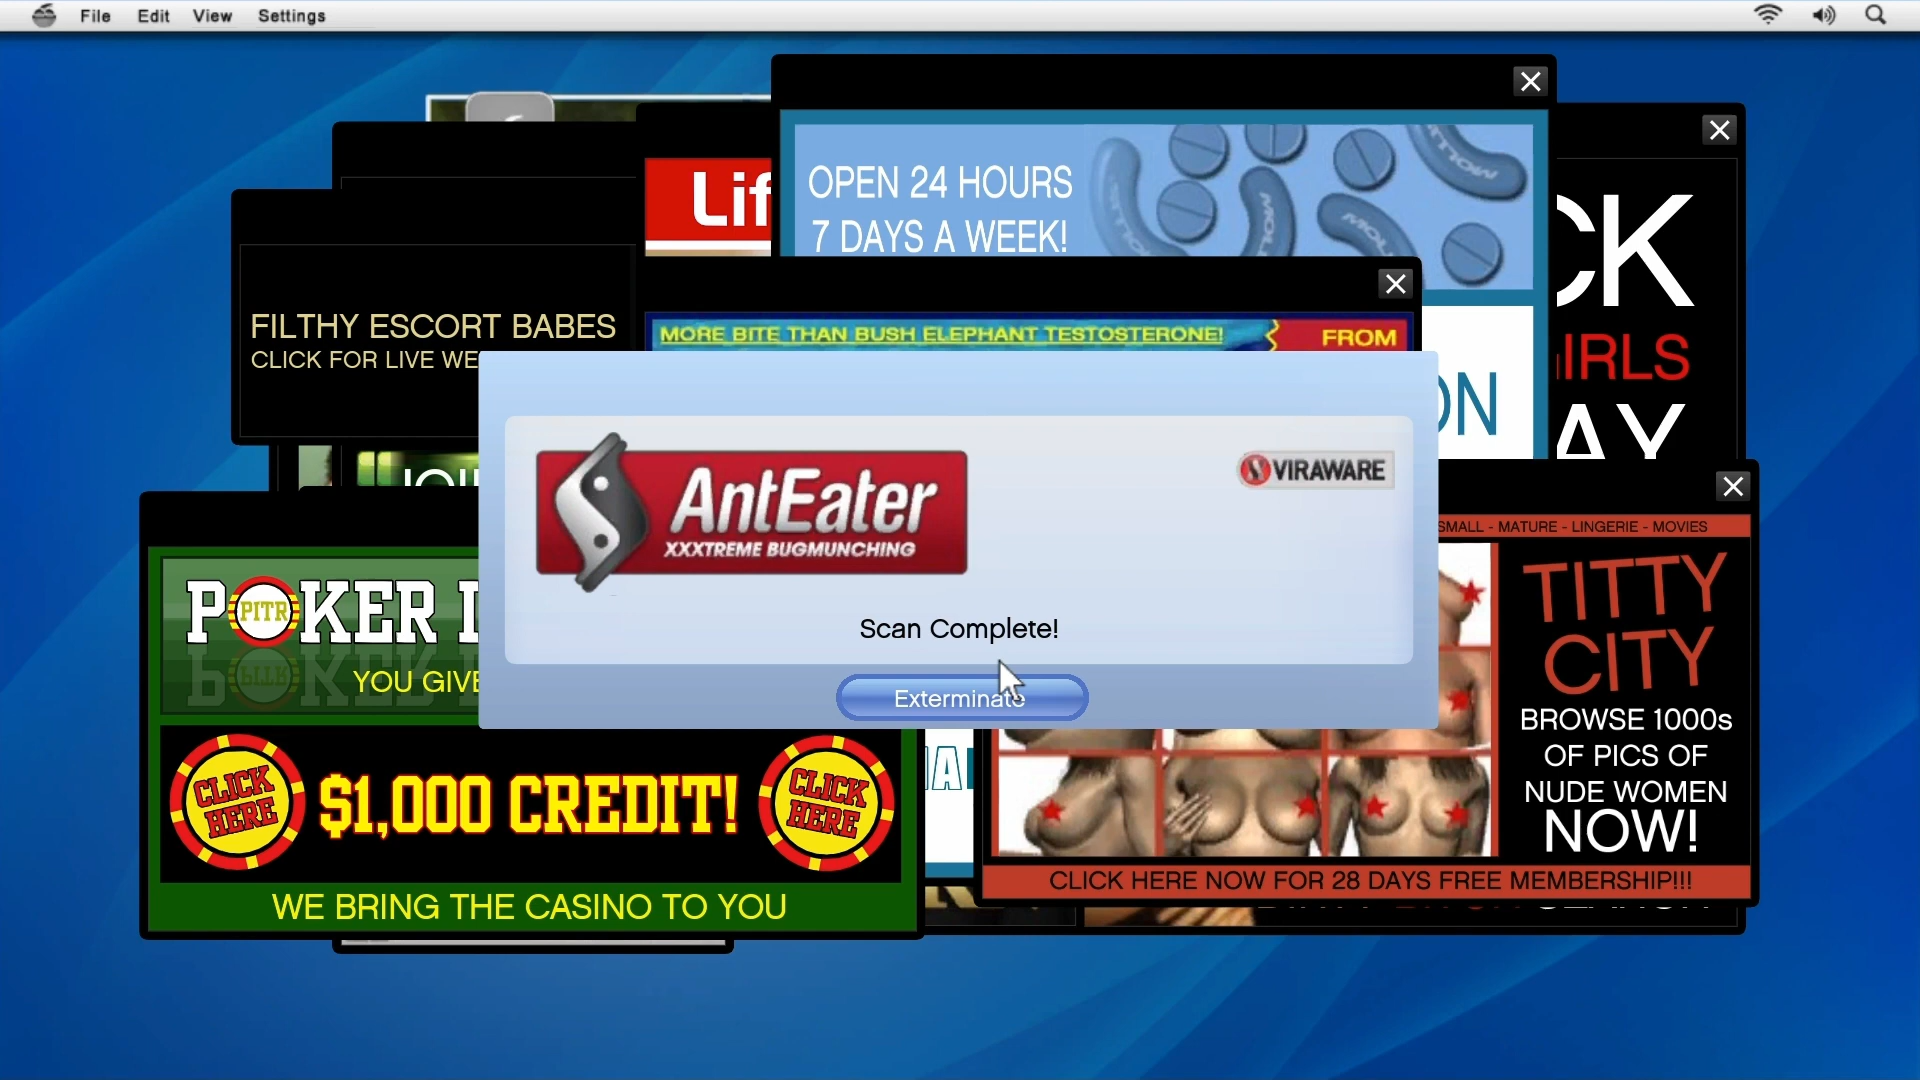 File Edit View Settings
OPEN 24 HOURS
7 DAYS A WEEK!
Lif
CK
IRLS
AY
FILTHY ESCORT BABES
CLICK FOR LIVE WE
MORE BITE THAN BUSH ELEPHANT TESTOSTERONE!
FROM
ON
AntEater
XXXTREME BUGMUNCHING
VIRAWARE
Scan Complete!
Exterminate
SMALL - MATURE - LINGERIE - MOVIES
TITTY
CITY
BROWSE 1000s
OF PICS OF
NUDE WOMEN
NOW!
CLICK HERE NOW FOR 28 DAYS FREE MEMBERSHIP!!!
POKER
PITR
YOU GIVE
CLICK
HERE
$1,000 CREDIT!
CLICK
HERE
WE BRING THE CASINO TO YOU